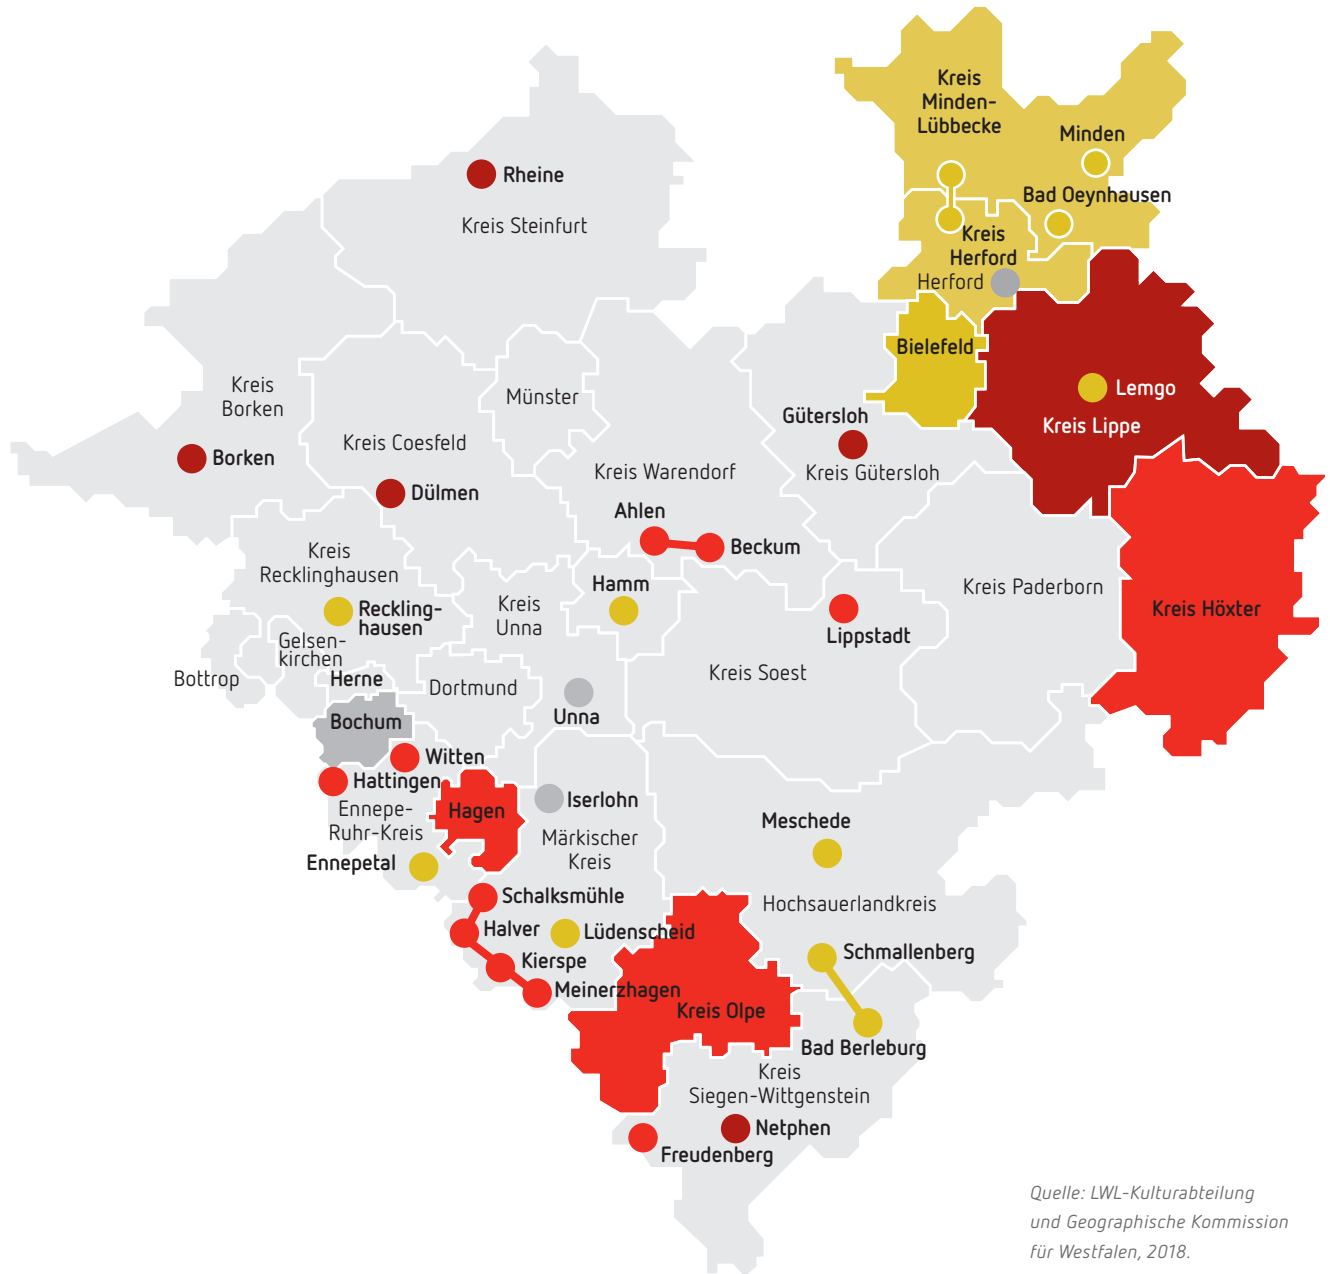 Kreis
Minden-
Lübbecke
Minden
Bad Oeynhausen
Rheine
Kreis Steinfurt
Kreis
Herford
Herford
Bielefeld
Kreis
Borken
Münster
Lemgo
Kreis Lippe
Gütersloh
Kreis Gütersloh
Kreis Coesfeld
Borken
Kreis Warendorf
Dülmen
Ahlen
Beckum
Kreis
Recklinghausen
Hamm
Kreis Paderborn
Kreis Höxter
Reckling-
hausen
Kreis
Unna
Lippstadt
Gelsen-
kirchen
Bottrop
Herne
Dortmund
Kreis Soest
Bochum
Unna
Witten
Hattingen
Ennepe-
Ruhr-Kreis
Hagen
Iserlohn
Märkischer
Kreis
Meschede
Ennepetal
Schalksmühle
Hochsauerlandkreis
Halver
Lüdenscheid
Schmallenberg
Kierspe
Meinerzhagen
Kreis Olpe
Bad Berleburg
Kreis
Siegen-Wittgenstein
Netphen
Freudenberg
Quelle: LWL-Kulturabteilung
und Geographische Kommission
für Westfalen, 2018.